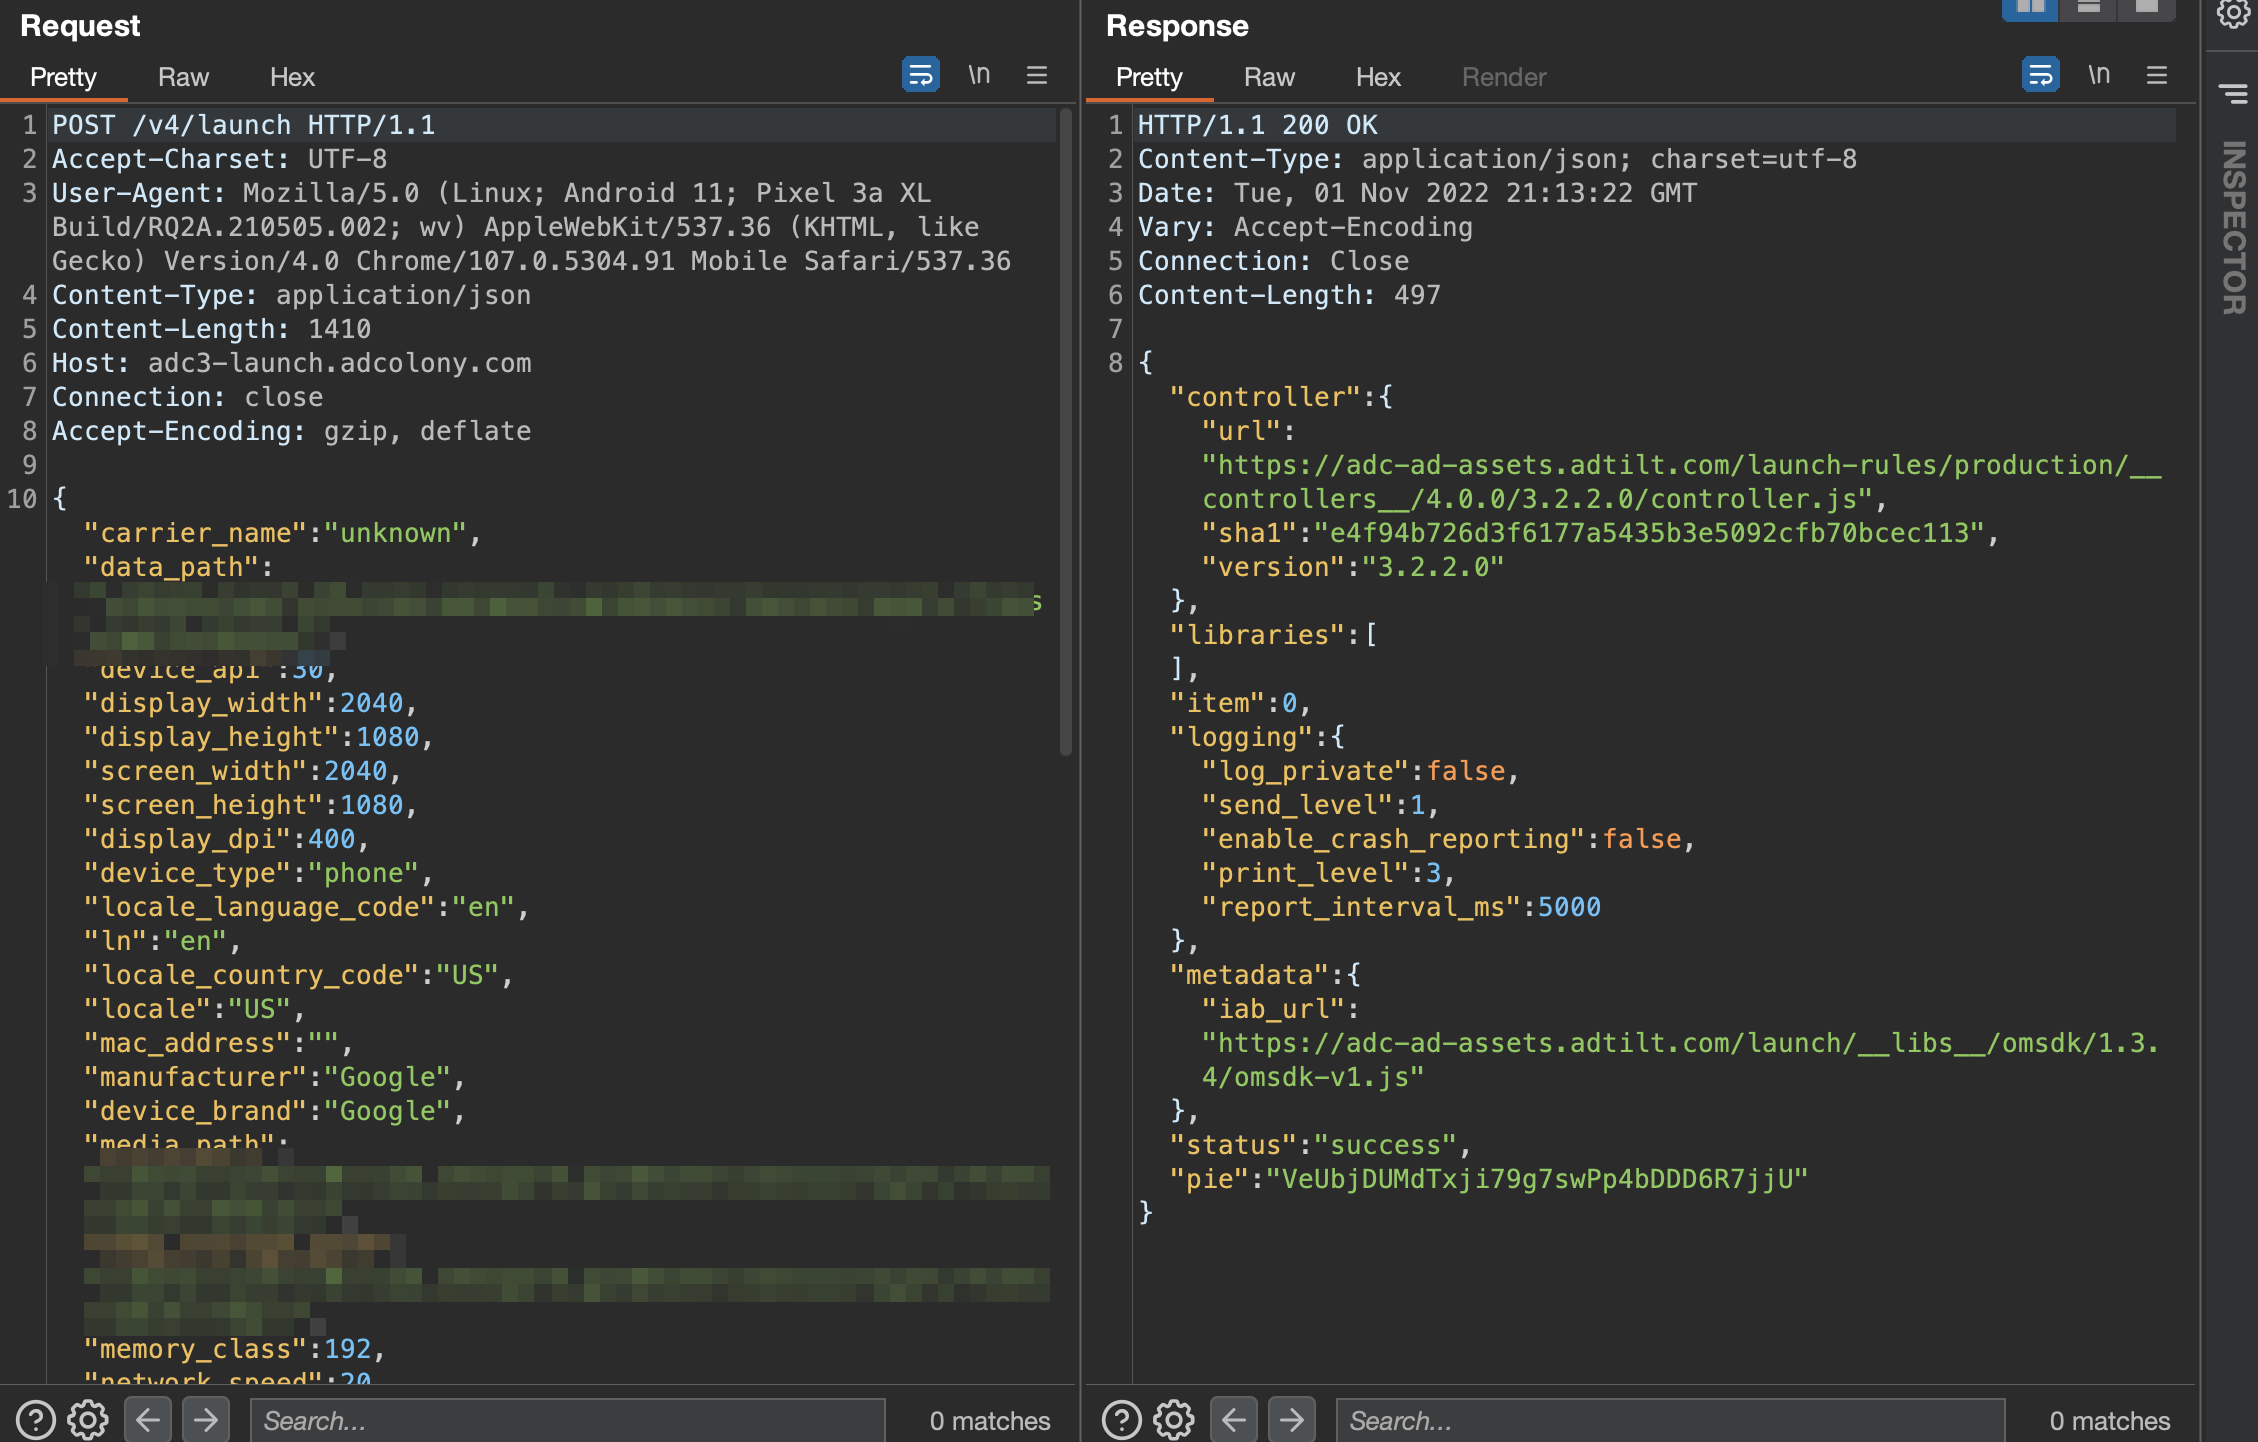 Request
Pretty Raw Hex \n
1 POST /v4/launch HTTP/1.1
2 Accept-Charset: UTF-8
3 User-Agent: Mozilla/5.0 (Linux; Android 11; Pixel 3a XL
Build/RQ2A.210505.002; wv) AppleWebKit/537.36 (KHTML, like
Gecko) Version/4.0 Chrome/107.0.5304.91 Mobile Safari/537.36
4 Content-Type: application/json
5 Content-Length: 1410
6 Host: adc3-launch.adcolony.com
7 Connection: close
8 Accept-Encoding: gzip, deflate
9
10 {
"carrier_name":"unknown",
"data_path":
s
device_api":30,
"display_width":2040,
"display_height":1080,
"screen_width":2040,
"screen_height":1080,
"display_dpi":400,
"device_type":"phone",
"locale_language_code":"en",
"ln":"en",
"locale_country_code":"US",
"locale":"US",
"mac_address":"",
"manufacturer":"Google",
"device_brand":"Google",
"media_path":
"memory_class":192,
"network_speed":20
Search...
0 matches
Response
Pretty Raw Hex Render \n
1 HTTP/1.1 200 OK
2 Content-Type: application/json; charset=utf-8
3 Date: Tue, 01 Nov 2022 21:13:22 GMT
4 Vary: Accept-Encoding
5 Connection: Close
6 Content-Length: 497
7
8 {
"controller":{
"url":
"https://adc-ad-assets.adtilt.com/launch-rules/production/__
controllers__/4.0.0/3.2.2.0/controller.js",
"sha1":"e4f94b726d3f6177a5435b3e5092cfb70bcec113",
"version":"3.2.2.0"
},
"libraries":[
],
"item":0,
"logging":{
"log_private":false,
"send_level":1,
"enable_crash_reporting":false,
"print_level":3,
"report_interval_ms":5000
},
"metadata":{
"iab_url":
"https://adc-ad-assets.adtilt.com/launch/__libs__/omsdk/1.3.
4/omsdk-v1.js"
},
"status":"success",
"pie":"VeUbjDUMdTxji79g7swPp4bDDD6R7jjU"
}
Search...
0 matches
INSPECTOR